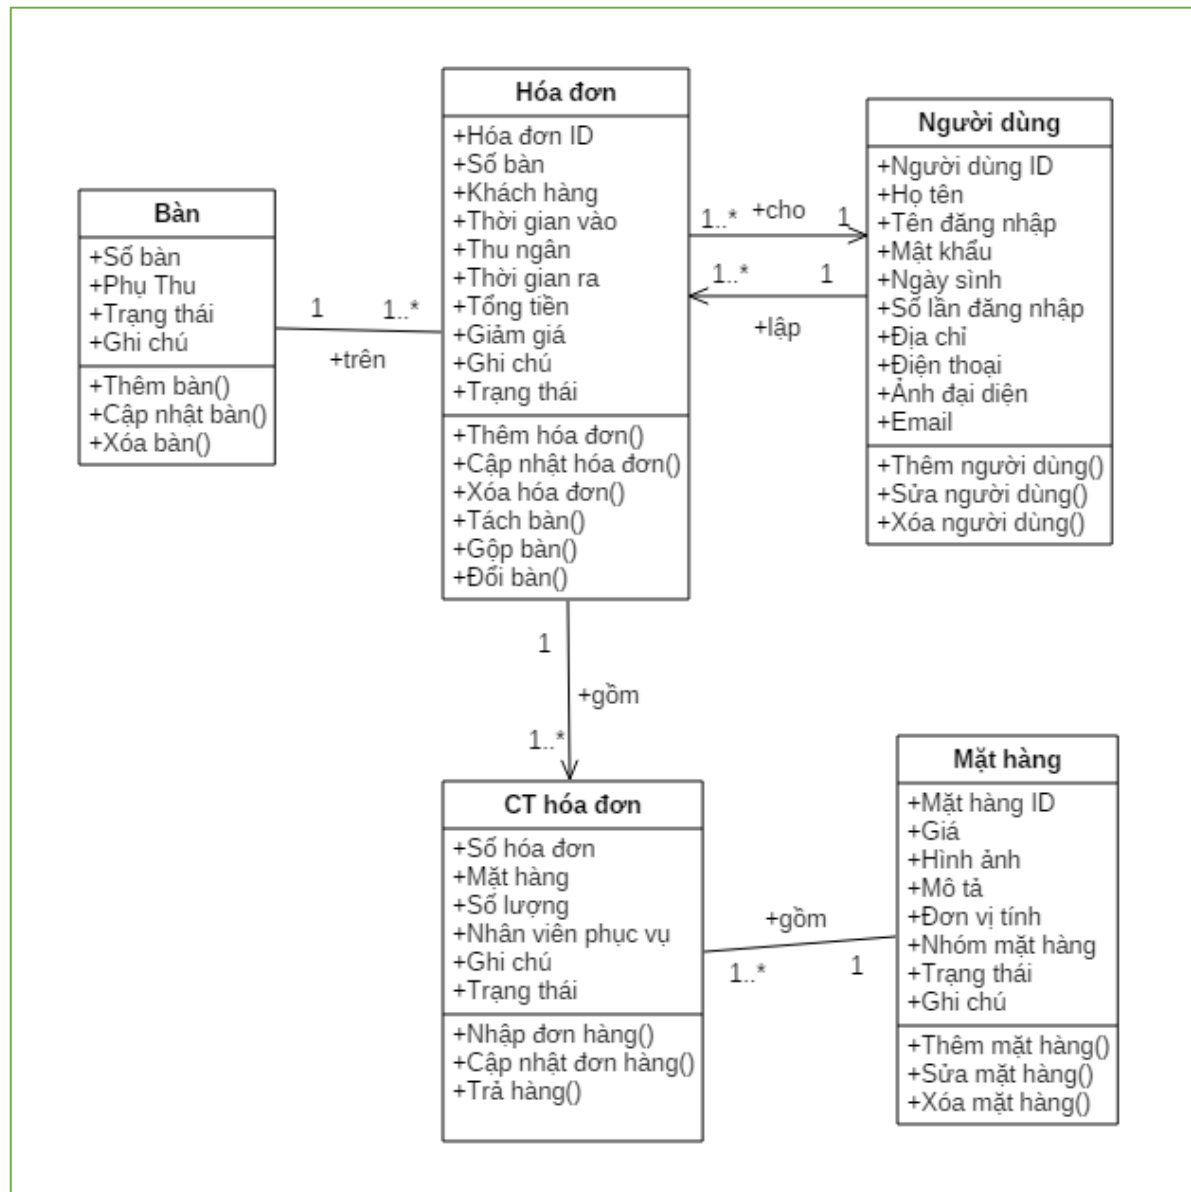 Hóa đơn
+Hóa đơn ID
+Số bàn
+Khách hàng
+Thời gian vào
+Thu ngân
+Thời gian ra
+Tổng tiền
+Giảm giá
+Ghi chú
+Trạng thái
+Thêm hóa đơn()
+Cập nhật hóa đơn()
+Xóa hóa đơn()
+Tách bàn()
+Gộp bàn()
+Đổi bàn()
Người dùng
+Người dùng ID
+Họ tên
+Tên đăng nhập
+Mật khẩu
+Ngày sình
+Số lần đăng nhập
+Địa chỉ
+Điện thoại
+Ảnh đại diện
+Email
+Thêm người dùng()
+Sửa người dùng()
+Xóa người dùng()
Bàn
+Số bàn
+Phụ Thu
+Trạng thái
+Ghi chú
+Thêm bàn()
+Cập nhật bàn()
+Xóa bàn()
1 1..*
+trên
1..* +cho 1
1..* 1
+lập
1
+gồm
1..*
CT hóa đơn
+Số hóa đơn
+Mặt hàng
+Số lượng
+Nhân viên phục vụ
+Ghi chú
+Trạng thái
+Nhập đơn hàng()
+Cập nhật đơn hàng()
+Trả hàng()
+gồm
1..* 1
Mặt hàng
+Mặt hàng ID
+Giá
+Hình ảnh
+Mô tả
+Đơn vị tính
+Nhóm mặt hàng
+Trạng thái
+Ghi chú
+Thêm mặt hàng()
+Sửa mặt hàng()
+Xóa mặt hàng()